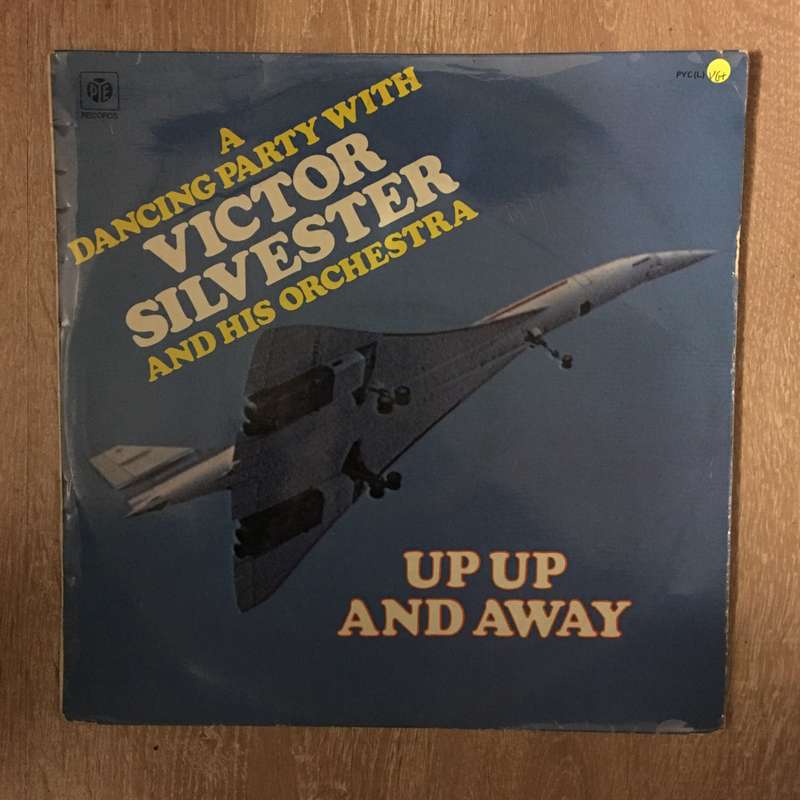 PYE
RECORDS
PYC(L)
VG+
A
DANCING PARTY WITH
VICTOR
SILVESTER
AND HIS ORCHESTRA
UP UP
AND AWAY